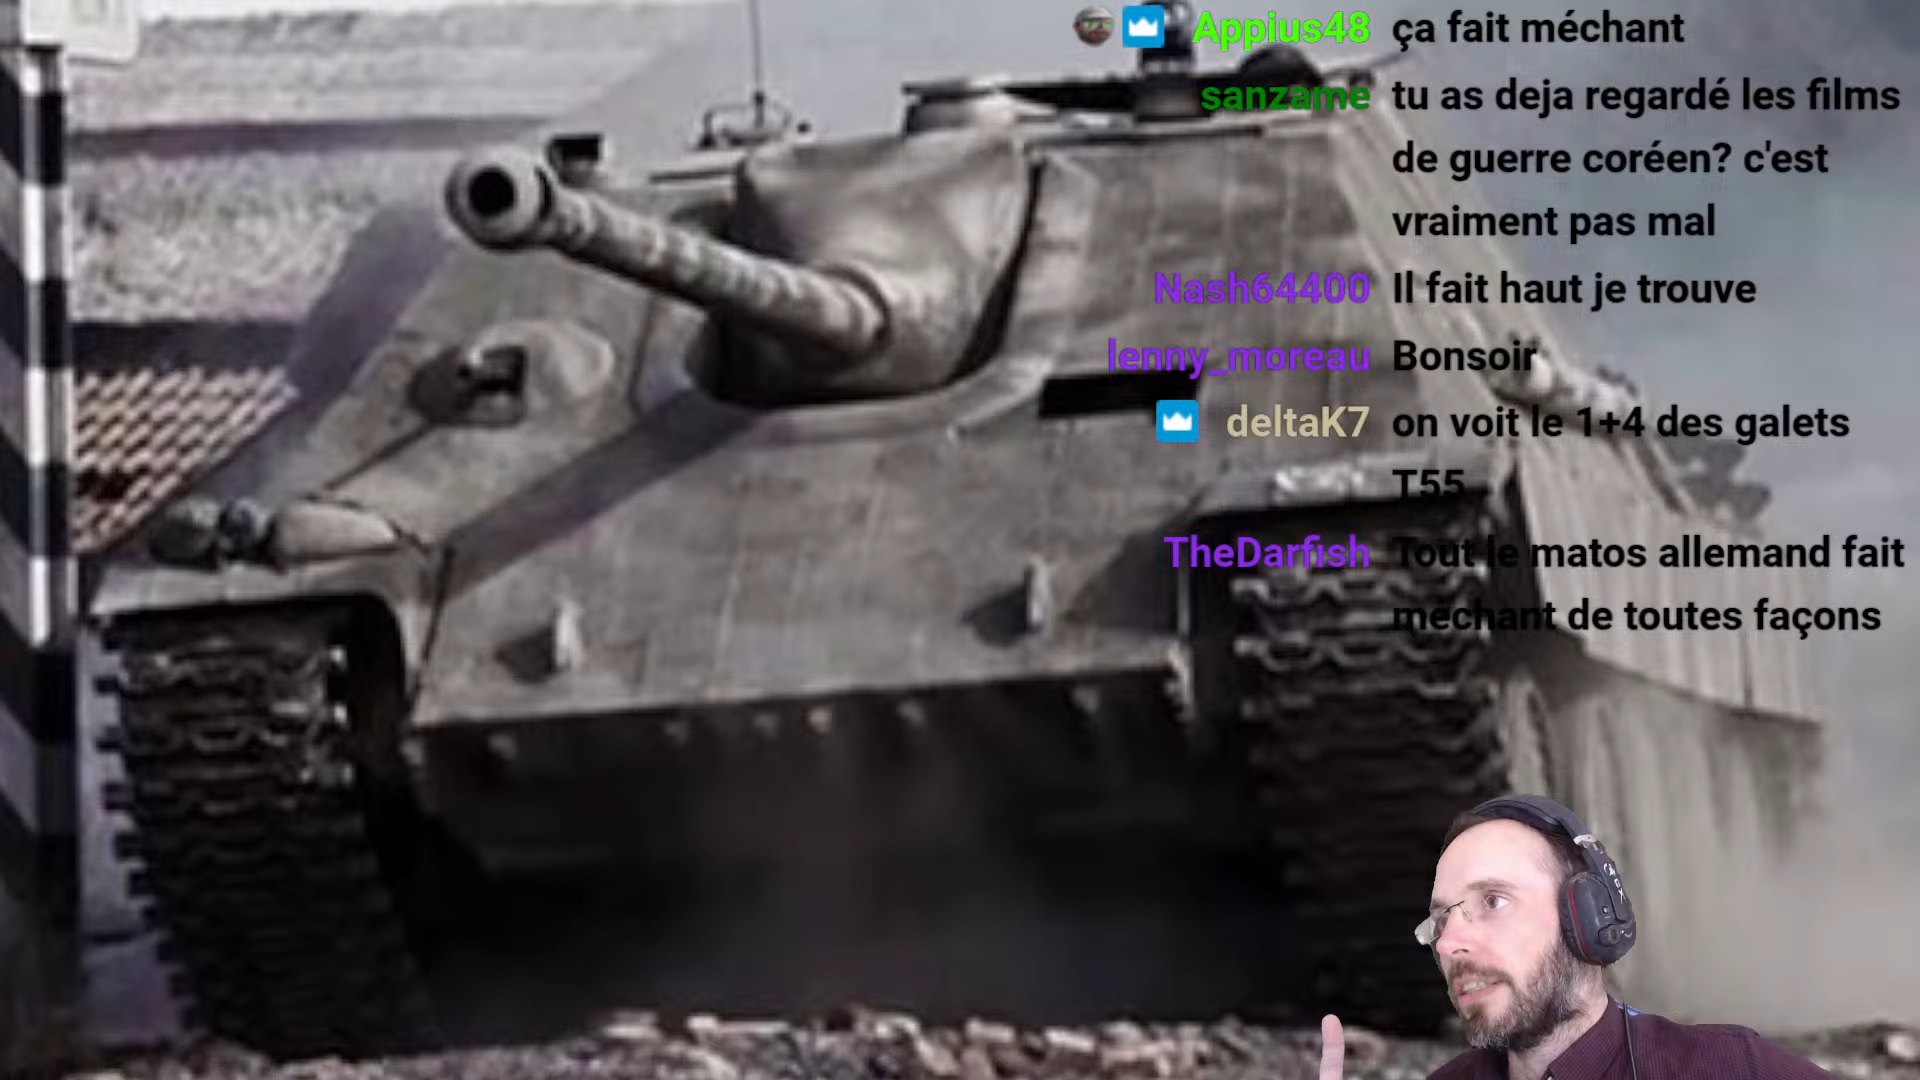 Appius48 ça fait méchant
sanzame tu as deja regardé les films
de guerre coréen? c'est
vraiment pas mal
Nash64400 Il fait haut je trouve
lenny_moreau Bonsoir
deltaK7 on voit le 1+4 des galets
T55
TheDarfish Tout le matos allemand fait
méchant de toutes façons